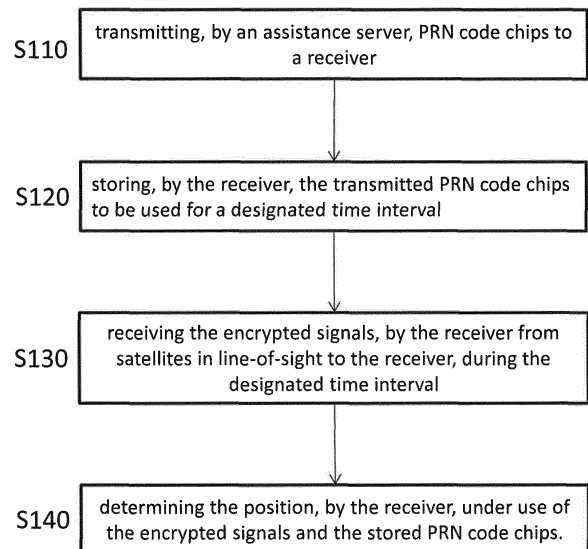 S110
transmitting, by an assistance server, PRN code chips to
a receiver
S120
storing, by the receiver, the transmitted PRN code chips
to be used for a designated time interval
S130
receiving the encrypted signals, by the receiver from
satellites in line-of-sight to the receiver, during the
designated time interval
S140
determining the position, by the receiver, under use of
the encrypted signals and the stored PRN code chips.